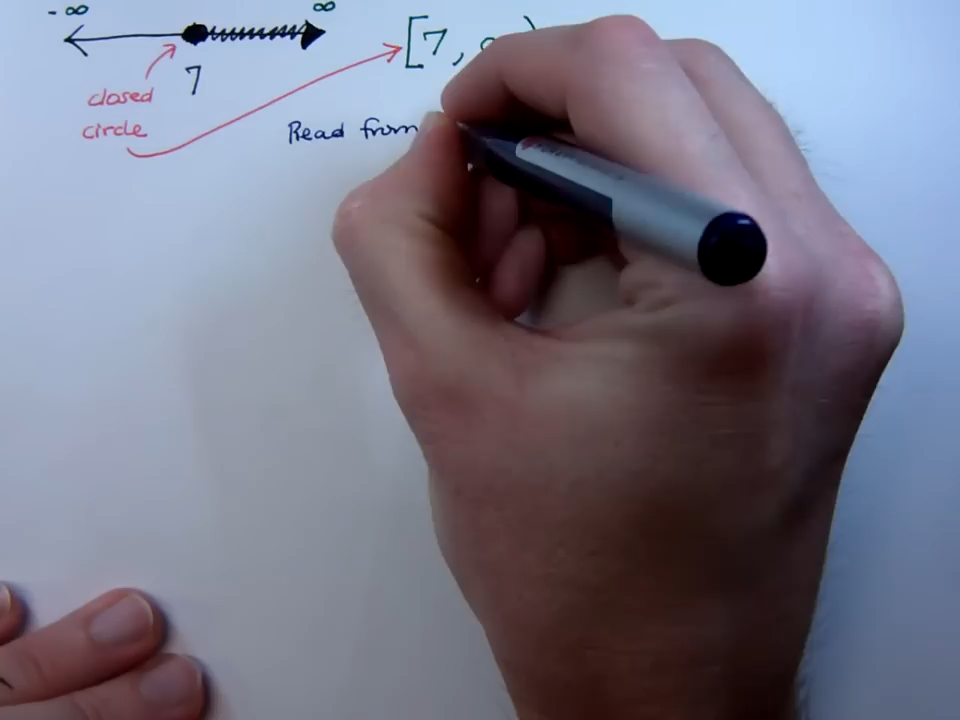 -∞ ∞
[7,
7
closed
circle
Read from